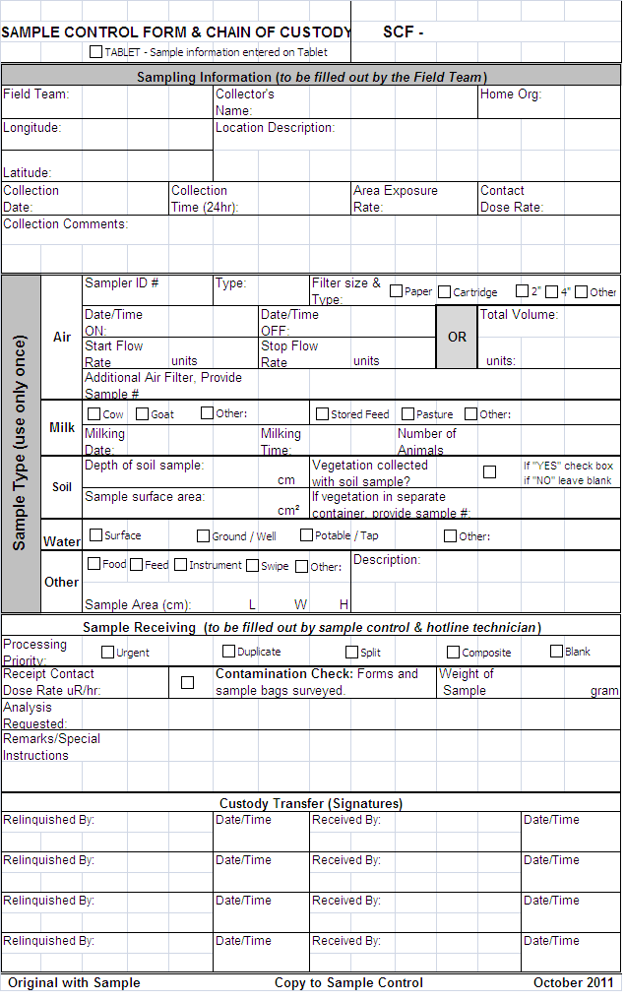 SAMPLE CONTROL FORM & CHAIN OF CUSTODY SCF -
TABLET - Sample information entered on Tablet
Sampling Information (to be filled out by the Field Team)
Field Team: Collector's Name: Home Org:
Longitude: Location Description:
Latitude:
Collection Date: Collection Time (24hr): Area Exposure Rate: Contact Dose Rate:
Collection Comments:
Sample Type (use only once)
Air
Sampler ID # Type: Filter size & Type: Paper Cartridge 2" 4" Other
Date/Time ON: Date/Time OFF: OR Total Volume:
Start Flow Rate units Stop Flow Rate units units:
Additional Air Filter, Provide Sample #
Milk
Cow Goat Other: Stored Feed Pasture Other:
Milking Date: Milking Time: Number of Animals
Soil
Depth of soil sample: cm Vegetation collected with soil sample? If "YES" check box if "NO" leave blank
Sample surface area: cm² If vegetation in separate container, provide sample #:
Water
Surface Ground / Well Potable / Tap Other:
Other
Food Feed Instrument Swipe Other: Description:
Sample Area (cm): L W H
Sample Receiving (to be filled out by sample control & hotline technician)
Processing Priority: Urgent Duplicate Split Composite Blank
Receipt Contact Dose Rate uR/hr: Contamination Check: Forms and sample bags surveyed. Weight of Sample gram
Analysis Requested:
Remarks/Special Instructions
Custody Transfer (Signatures)
Relinquished By: Date/Time Received By: Date/Time
Relinquished By: Date/Time Received By: Date/Time
Relinquished By: Date/Time Received By: Date/Time
Relinquished By: Date/Time Received By: Date/Time
Original with Sample Copy to Sample Control October 2011